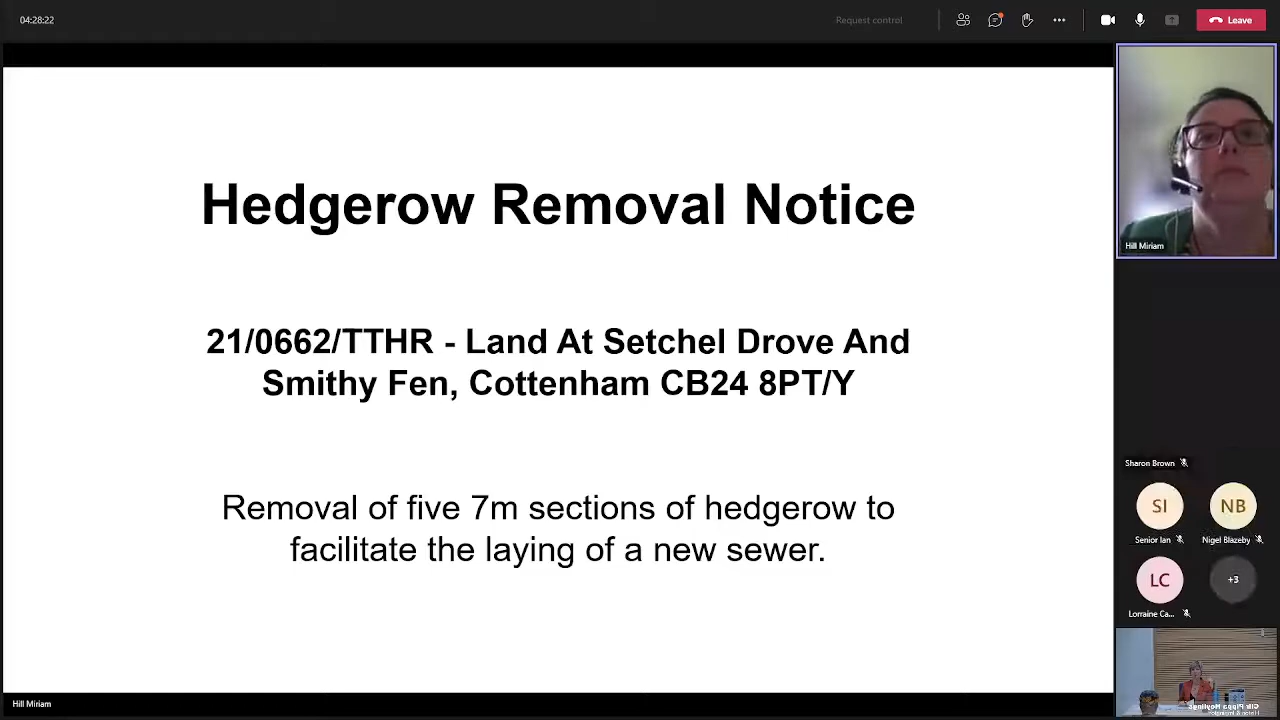 04:28:22
Request control
Leave
Hedgerow Removal Notice
21/0662/TTHR - Land At Setchel Drove And
Smithy Fen, Cottenham CB24 8PT/Y
Removal of five 7m sections of hedgerow to
facilitate the laying of a new sewer.
Hill Miriam
Hill Miriam
Sharon Brown
SI
NB
Senior Ian
Nigel Blazeby
LC
+3
Lorraine Ca...